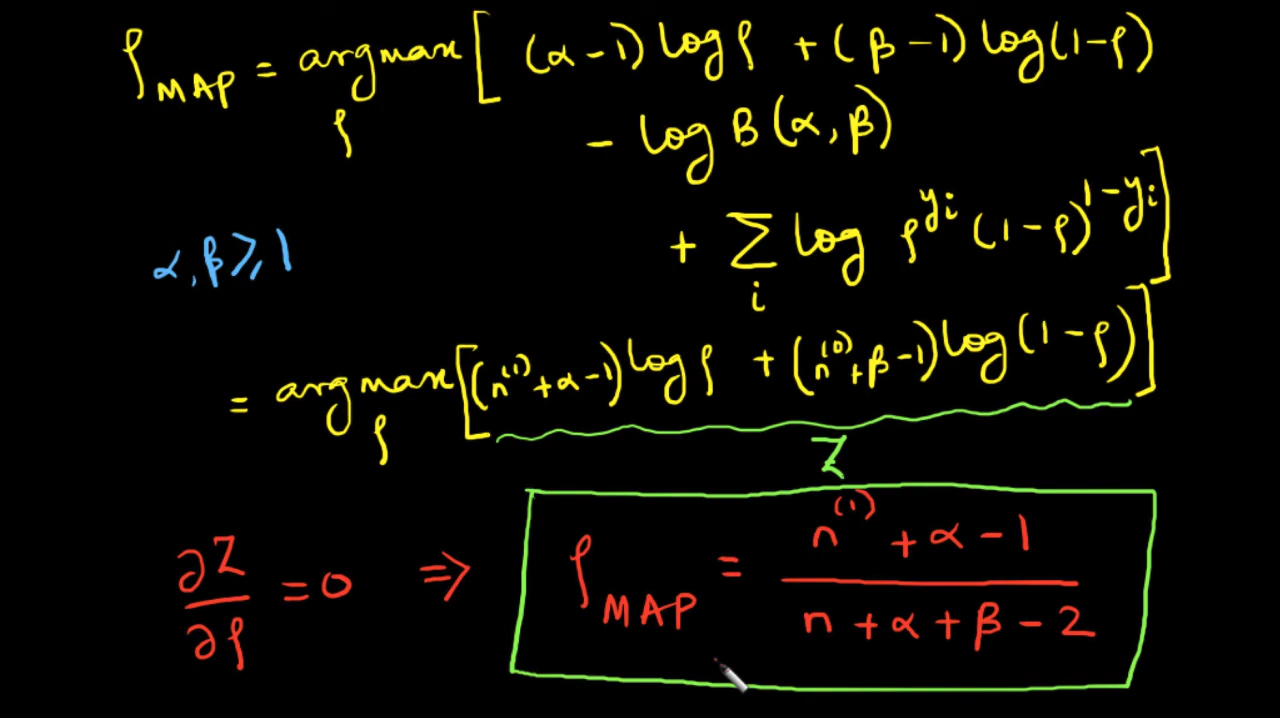 ρ_MAP = argmax_ρ [ (α-1) log ρ + (β-1) log(1-ρ)
- log B(α, β)
+ Σ_i log ρ^{y_i} (1-ρ)^{1-y_i} ]
α, β ≥ 1
= argmax_ρ [ (n^{(1)} + α - 1) log ρ + (n^{(0)} + β - 1) log(1-ρ) ]
Z
∂Z/∂ρ = 0 ⇒ ρ_MAP = (n^{(1)} + α - 1) / (n + α + β - 2)